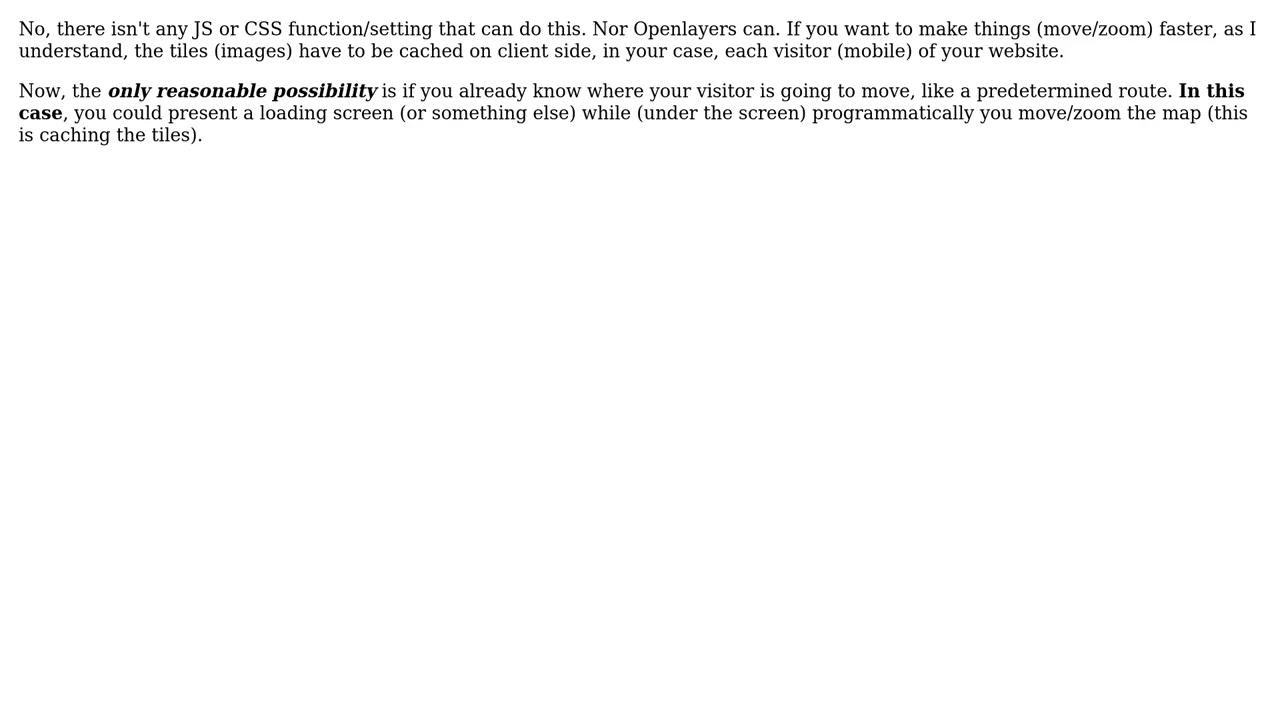 No, there isn't any JS or CSS function/setting that can do this. Nor Openlayers can. If you want to make things (move/zoom) faster, as I
understand, the tiles (images) have to be cached on client side, in your case, each visitor (mobile) of your website.
Now, the only reasonable possibility is if you already know where your visitor is going to move, like a predetermined route. In this
case, you could present a loading screen (or something else) while (under the screen) programmatically you move/zoom the map (this
is caching the tiles).